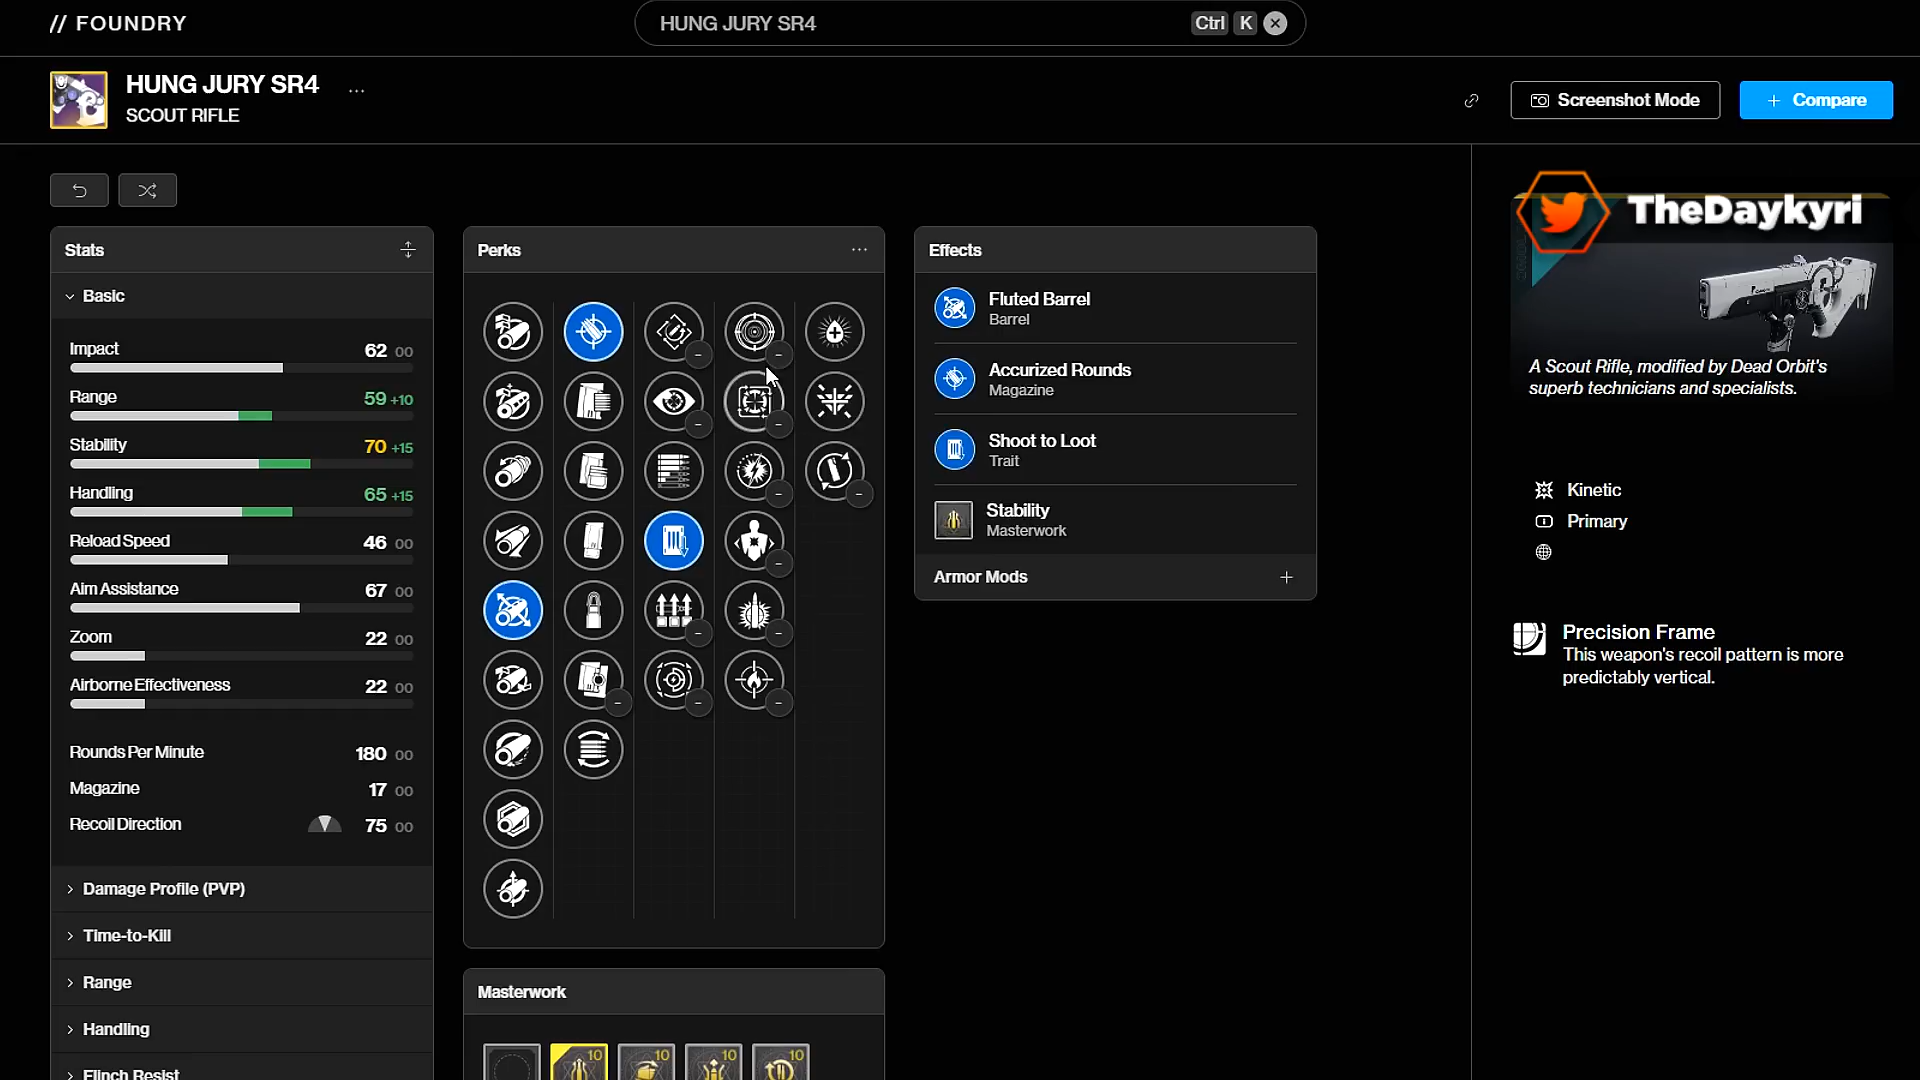 // FOUNDRY
HUNG JURY SR4
Ctrl K
HUNG JURY SR4 ...
SCOUT RIFLE
Screenshot Mode
+ Compare
TheDaykyri
A Scout Rifle, modified by Dead Orbit's
superb technicians and specialists.
Kinetic
Primary
Precision Frame
This weapon's recoil pattern is more
predictably vertical.
Stats
Basic
Impact 62 00
Range 59 +10
Stability 70 +15
Handling 65 +15
Reload Speed 46 00
Aim Assistance 67 00
Zoom 22 00
Airborne Effectiveness 22 00
Rounds Per Minute 180 00
Magazine 17 00
Recoil Direction 75 00
Damage Profile (PVP)
Time-to-Kill
Range
Handling
Flinch Resist
Perks ...
Masterwork
10 10 10 10
Effects
Fluted Barrel
Barrel
Accurized Rounds
Magazine
Shoot to Loot
Trait
Stability
Masterwork
Armor Mods +